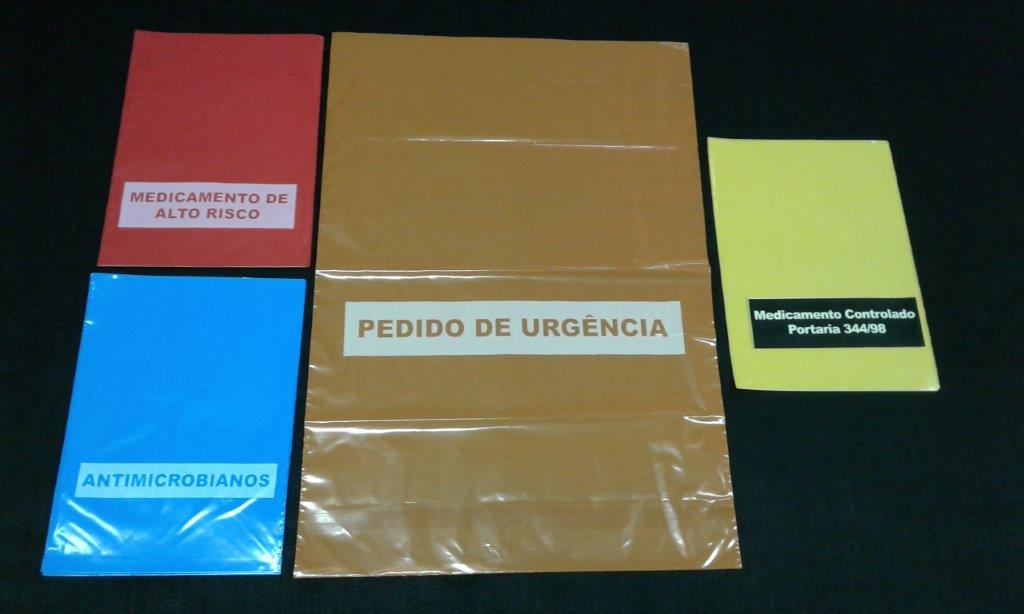 MEDICAMENTO DE
ALTO RISCO
ANTIMICROBIANOS
PEDIDO DE URGÊNCIA
Medicamento Controlado
Portaria 344/98